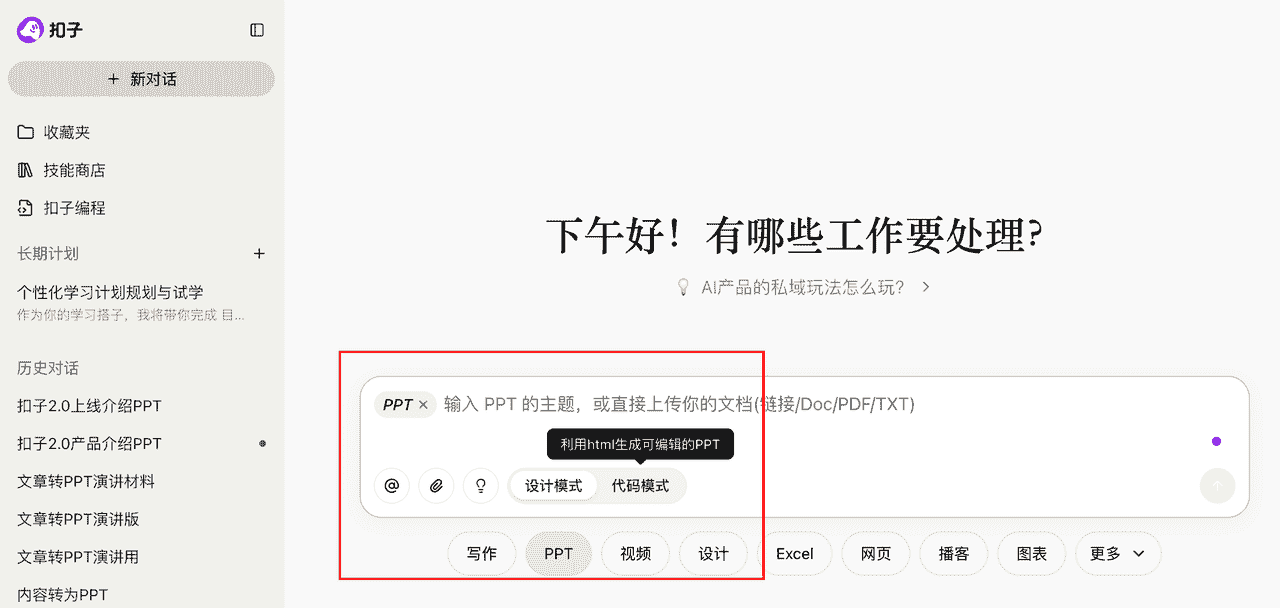 扣子
新对话
收藏夹
技能商店
扣子编程
长期计划
个性化学习计划规划与试学
作为你的学习搭子，我将带你完成 目...
历史对话
扣子2.0上线介绍PPT
扣子2.0产品介绍PPT
文章转PPT演讲材料
文章转PPT演讲版
文章转PPT演讲用
内容转为PPT
下午好！有哪些工作要处理?
AI产品的私域玩法怎么玩？
PPT × 输入 PPT 的主题，或直接上传你的文档(链接/Doc/PDF/TXT)
利用html生成可编辑的PPT
设计模式 代码模式
写作 PPT 视频 设计 Excel 网页 播客 图表 更多